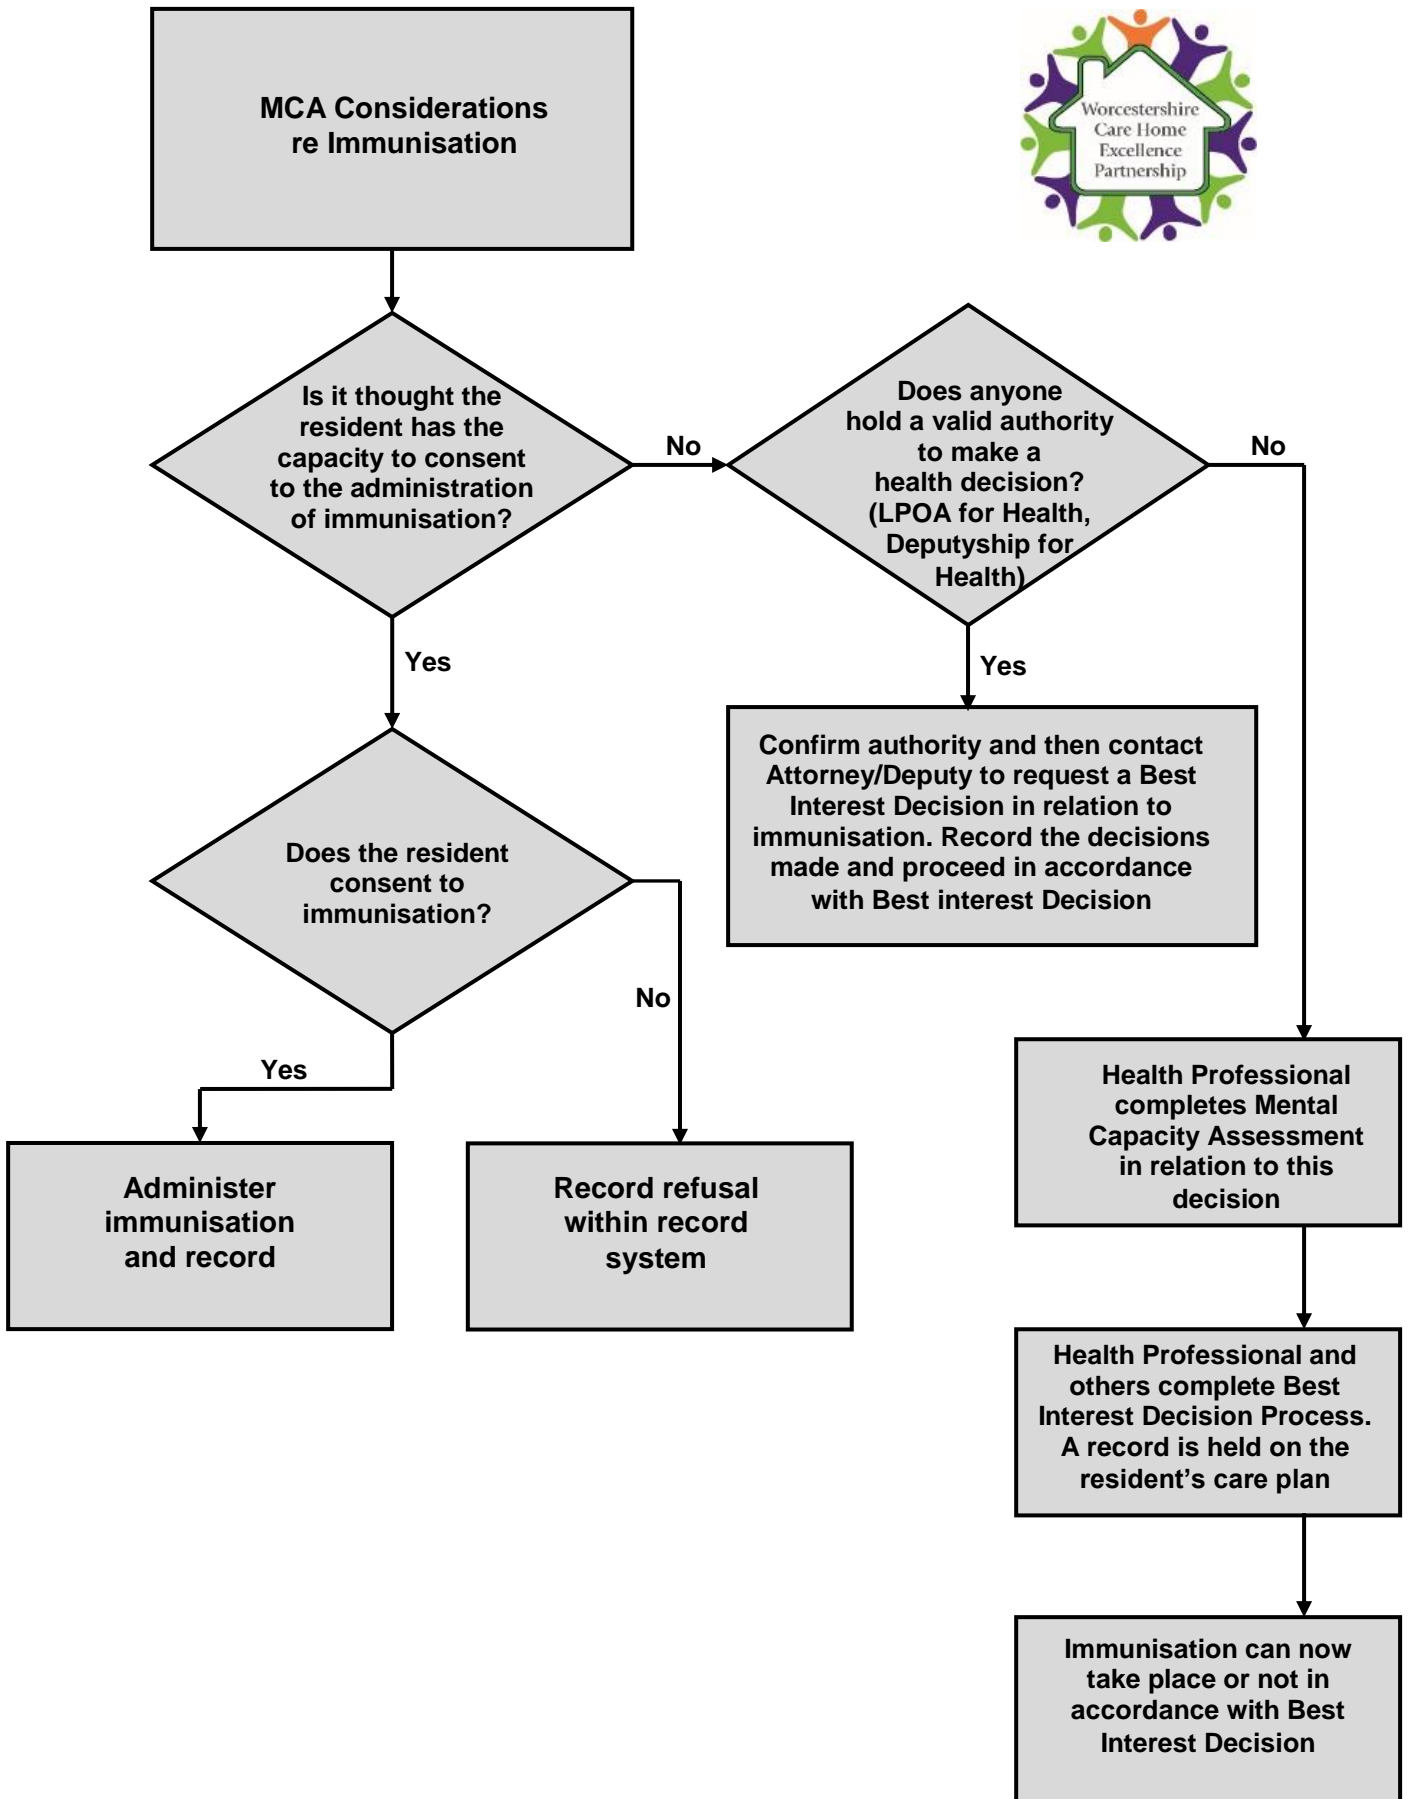 MCA Considerations
re Immunisation
Worcestershire
Care Home
Excellence
Partnership
Is it thought the
resident has the
capacity to consent
to the administration
of immunisation?
No
Does anyone
hold a valid authority
to make a
health decision?
(LPOA for Health,
Deputyship for
Health)
No
Yes
Yes
Confirm authority and then contact
Attorney/Deputy to request a Best
Interest Decision in relation to
immunisation. Record the decisions
made and proceed in accordance
with Best interest Decision
Does the resident
consent to
immunisation?
No
Yes
Health Professional
completes Mental
Capacity Assessment
in relation to this
decision
Administer
immunisation
and record
Record refusal
within record
system
Health Professional and
others complete Best
Interest Decision Process.
A record is held on the
resident’s care plan
Immunisation can now
take place or not in
accordance with Best
Interest Decision